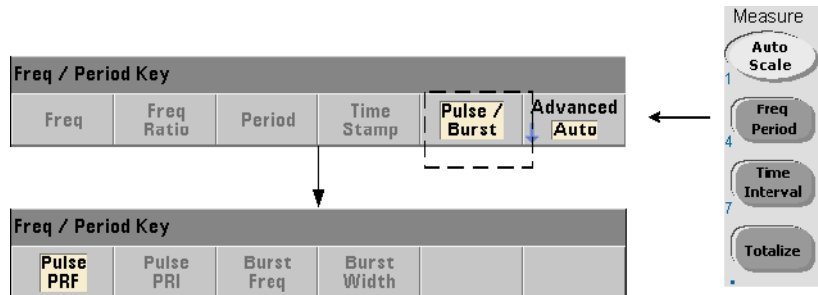 Measure
Auto
Scale
1
Freq
Period
4
Time
Interval
7
Totalize
.
Freq / Period Key
Freq
Freq
Ratio
Period
Time
Stamp
Pulse /
Burst
Advanced
Auto
Freq / Period Key
Pulse
PRF
Pulse
PRI
Burst
Freq
Burst
Width